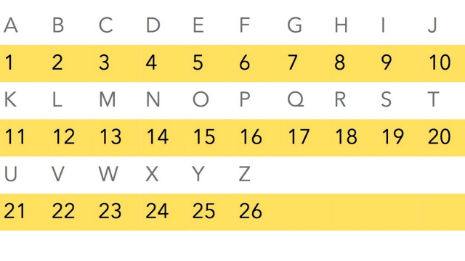 A B C D E F G H I J
1 2 3 4 5 6 7 8 9 10
K L M N O P Q R S T
11 12 13 14 15 16 17 18 19 20
U V W X Y Z
21 22 23 24 25 26